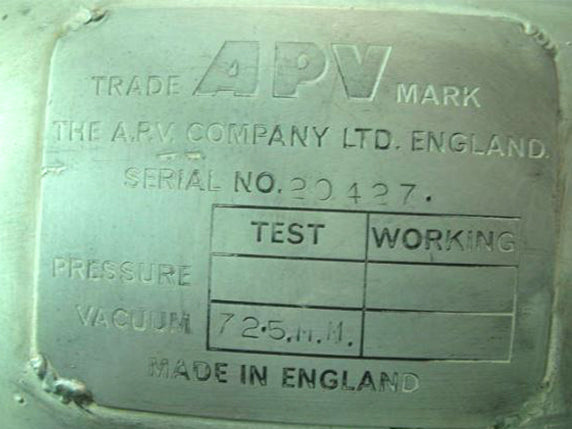 TRADE APV MARK
THE A.P.V. COMPANY LTD. ENGLAND.
SERIAL NO. 20427.
TEST WORKING
PRESSURE
VACUUM 72.5.M.M.
MADE IN ENGLAND